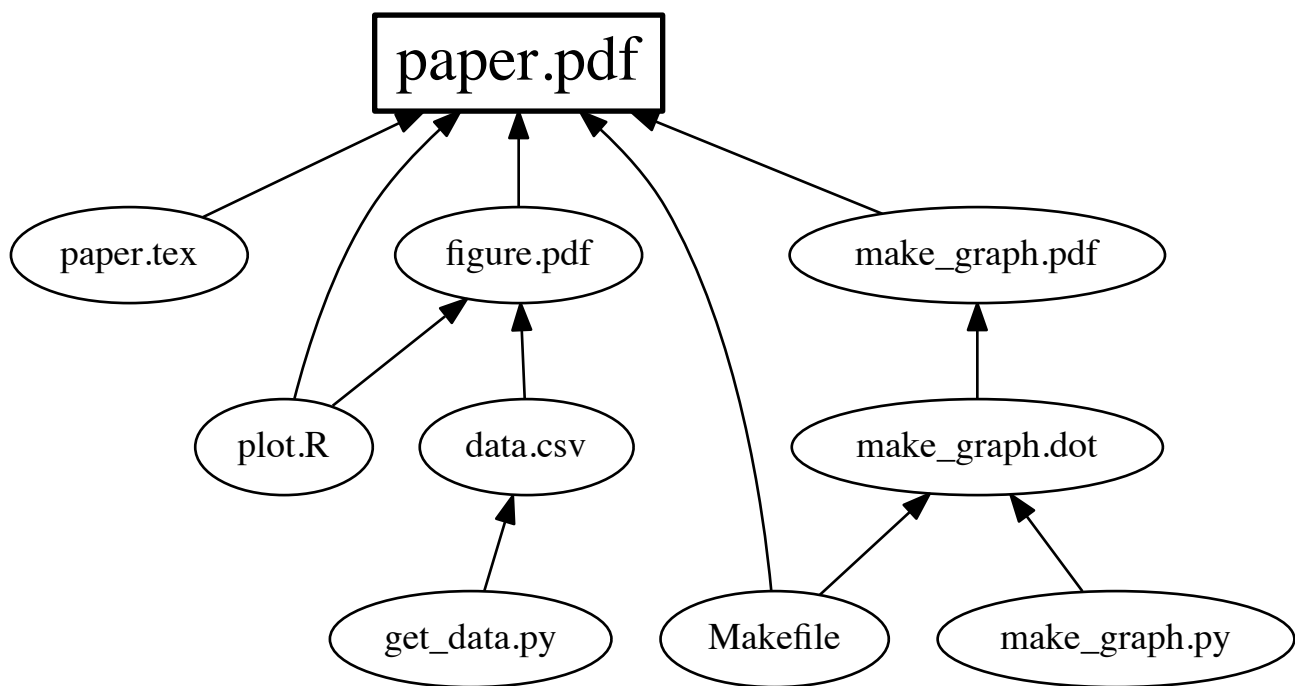 paper.pdf
paper.tex
figure.pdf
make_graph.pdf
plot.R
data.csv
make_graph.dot
get_data.py
Makefile
make_graph.py